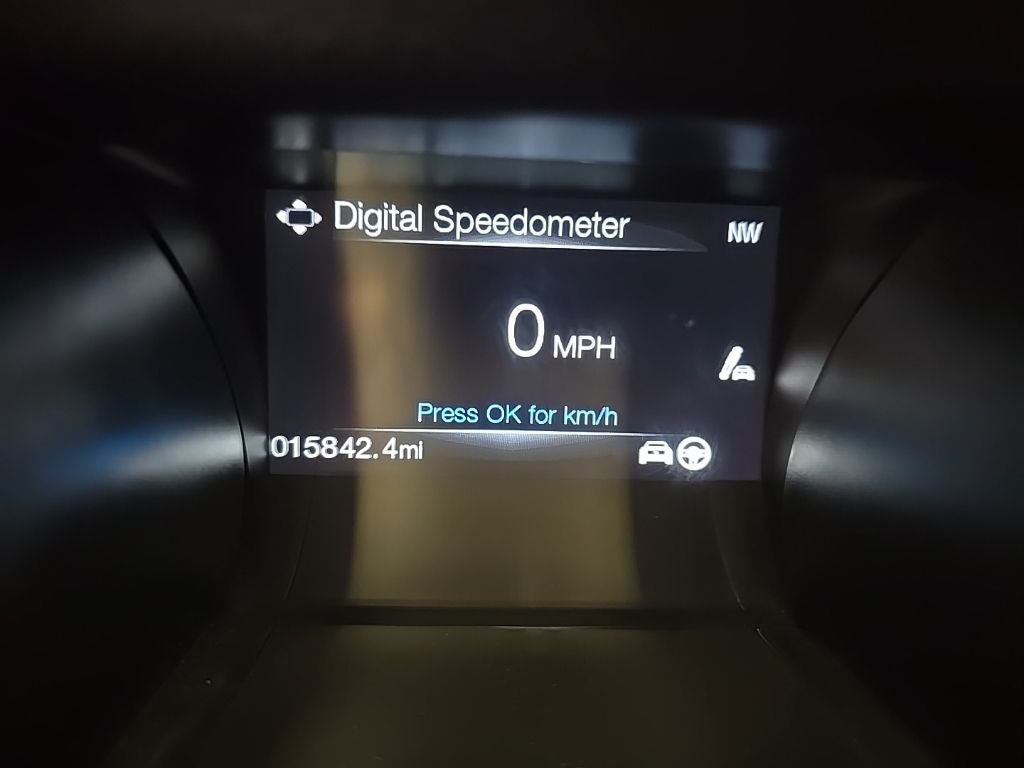 Digital Speedometer
NW
0 MPH
Press OK for km/h
015842.4mi